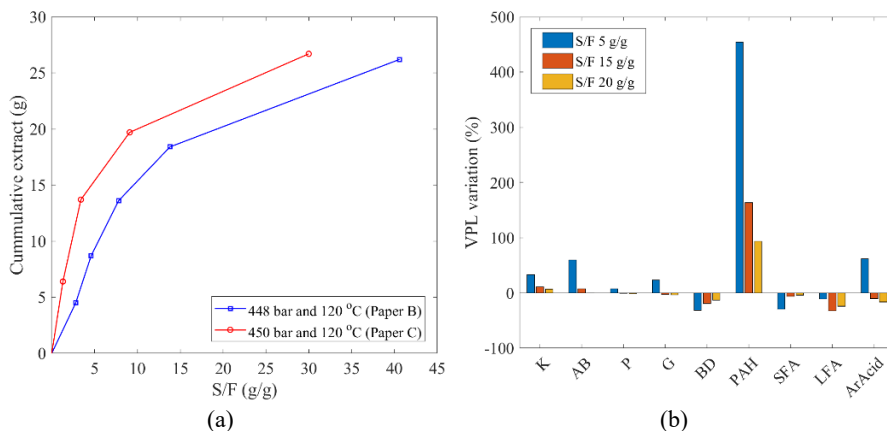 30
25
20
15
10
5
0
Cummulative extract (g)
448 bar and 120 °C (Paper B)
450 bar and 120 °C (Paper C)
5 10 15 20 25 30 35 40 45
S/F (g/g)
(a)
500
400
300
200
100
0
-100
VPL variation (%)
S/F 5 g/g
S/F 15 g/g
S/F 20 g/g
K AB P G BD PAH SFA LFA ArAcid
(b)